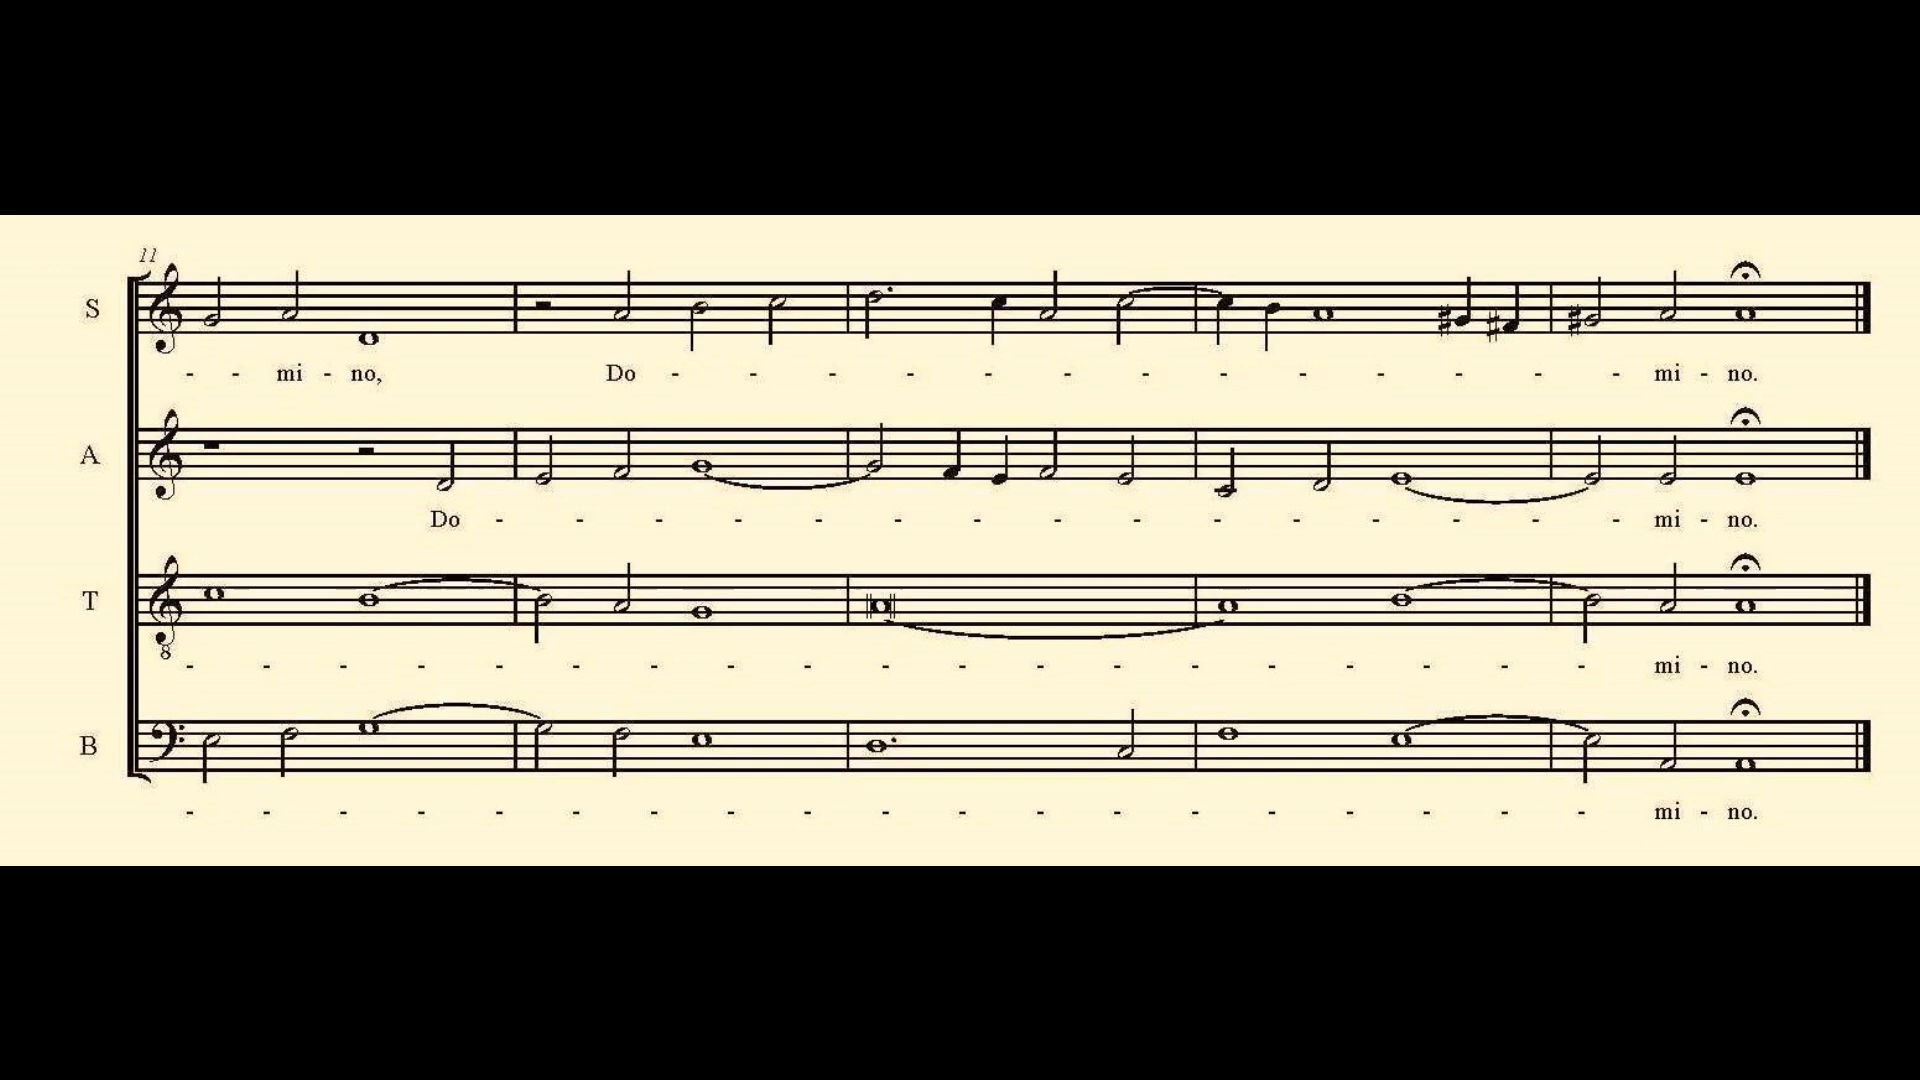 11
S
- - mi - no, Do - - - - - - - - - - - - - mi - no.
A
Do - - - - - - - - - - - - - - - mi - no.
T
8
- - - - - - - - - - - - - - - - - - - mi - no.
B
- - - - - - - - - - - - - - - - - - - mi - no.